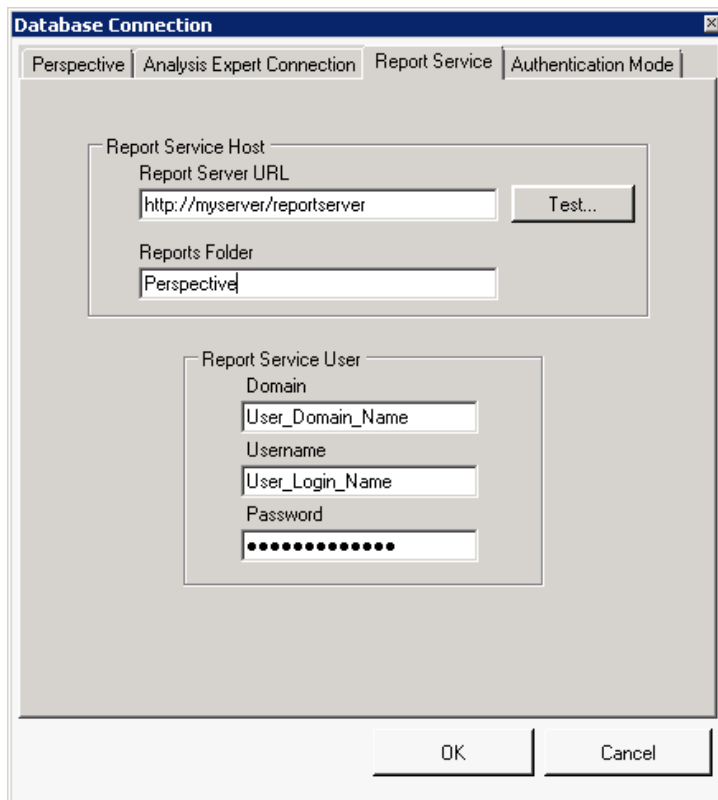 Database Connection
Perspective Analysis Expert Connection Report Service Authentication Mode
Report Service Host
Report Server URL
http://myserver/reportserver Test...
Reports Folder
Perspective
Report Service User
Domain
User_Domain_Name
Username
User_Login_Name
Password
●●●●●●●●●●●●●
OK Cancel